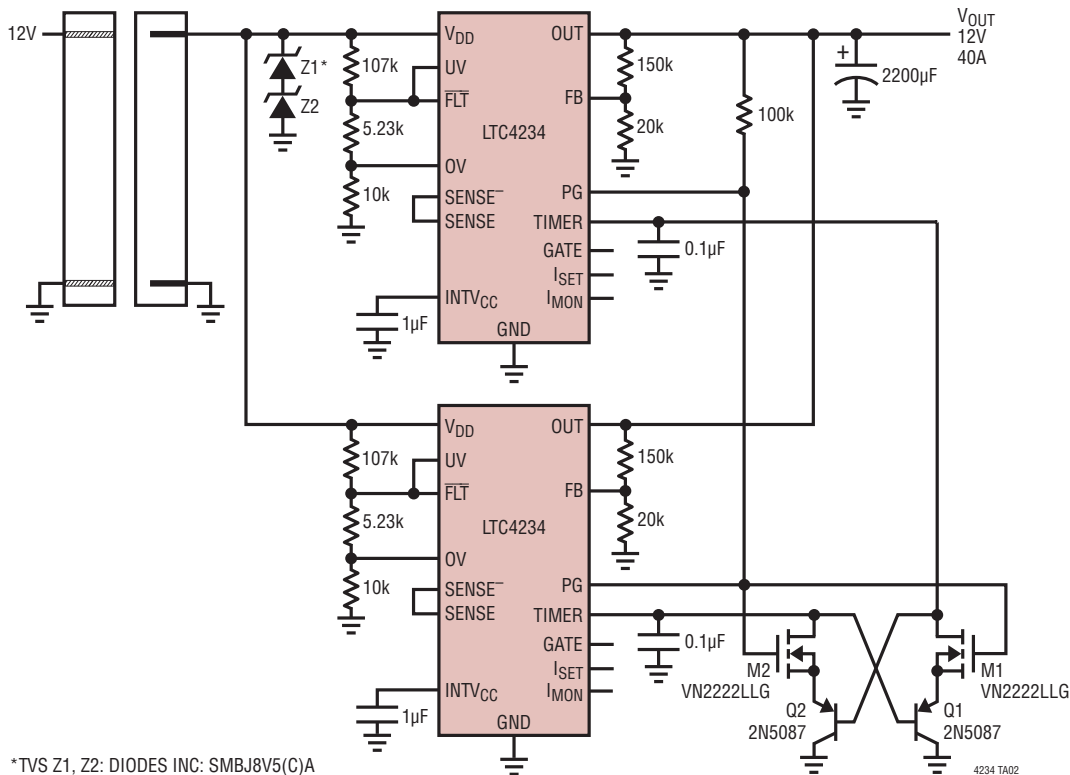 12V
Z1*
Z2
107k
5.23k
10k
1µF
VDD
UV
FLT
OV
SENSE–
SENSE
INTVCC
LTC4234
GND
OUT
FB
PG
TIMER
GATE
ISET
IMON
150k
20k
0.1µF
100k
+
2200µF
VOUT
12V
40A
107k
5.23k
10k
1µF
VDD
UV
FLT
OV
SENSE–
SENSE
INTVCC
LTC4234
GND
OUT
FB
PG
TIMER
GATE
ISET
IMON
150k
20k
0.1µF
M2
VN2222LLG
Q2
2N5087
M1
VN2222LLG
Q1
2N5087
*TVS Z1, Z2: DIODES INC: SMBJ8V5(C)A
4234 TA02